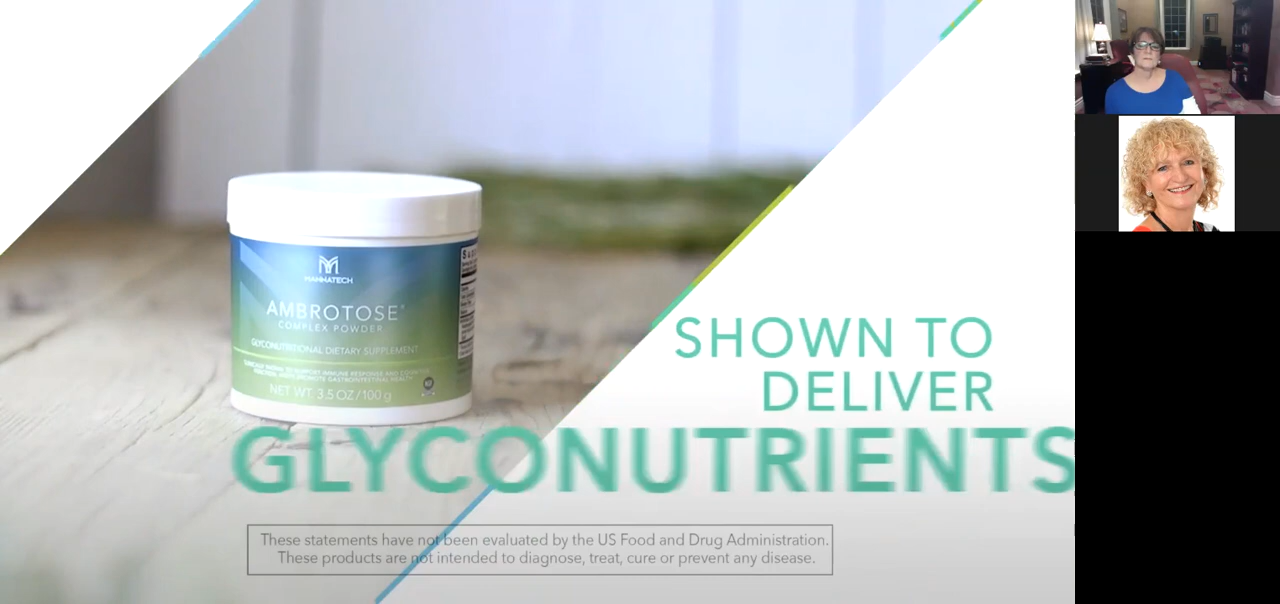 MANNATECH
AMBROTOSE®
COMPLEX POWDER
GLYCONUTRITIONAL DIETARY SUPPLEMENT
NET WT. 3.5 OZ/100 g
SHOWN TO
DELIVER
GLYCONUTRIENTS
These statements have not been evaluated by the US Food and Drug Administration.
These products are not intended to diagnose, treat, cure or prevent any disease.